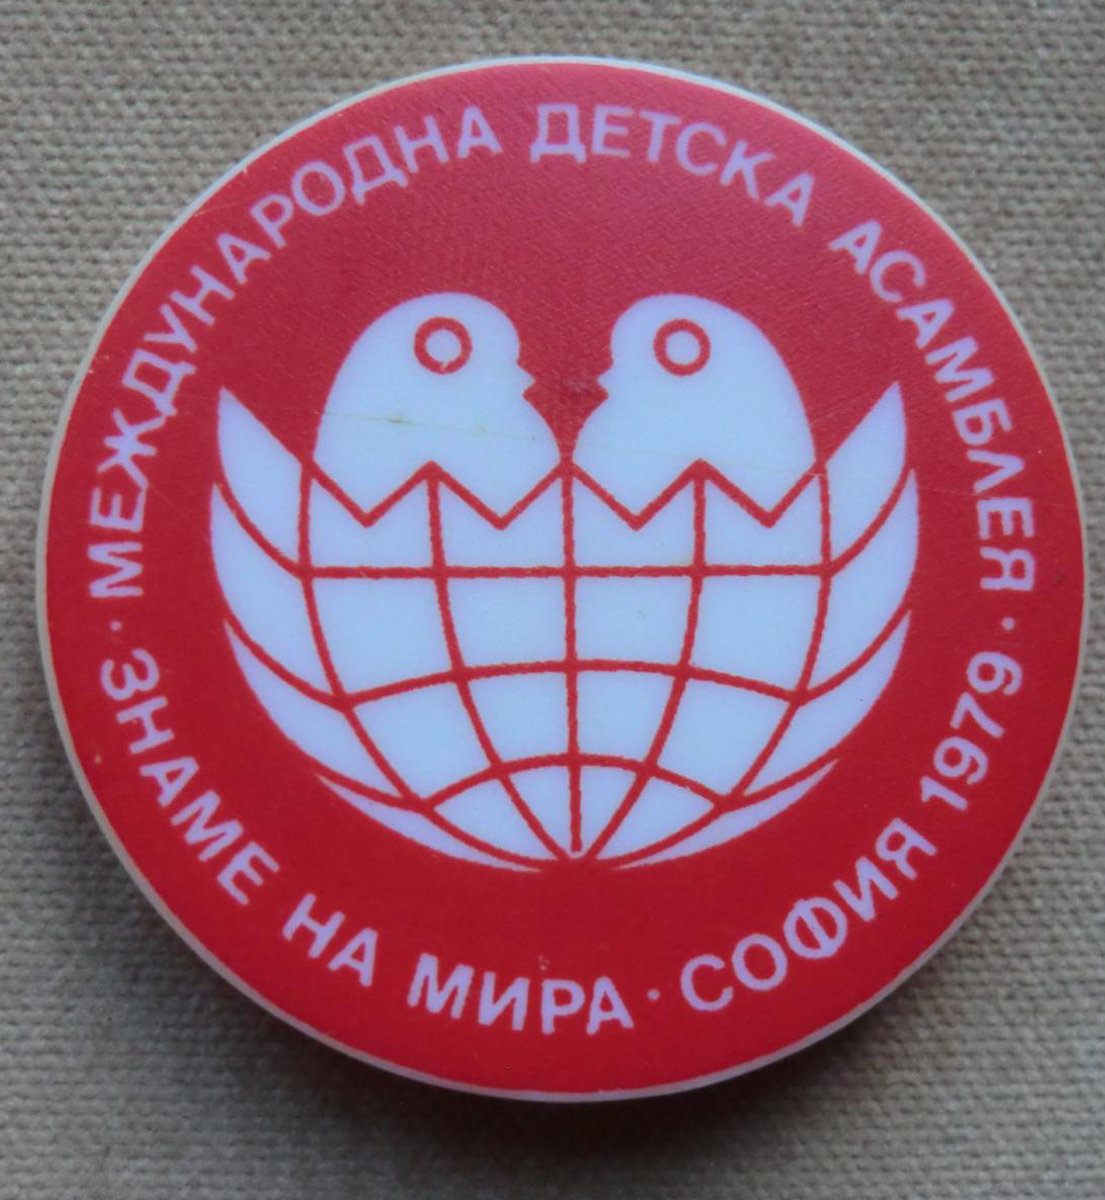 МЕЖДУНАРОДНА ДЕТСКА АСАМБЛЕЯ ·
ЗНАМЕ НА МИРА · СОФИЯ 1979 ·